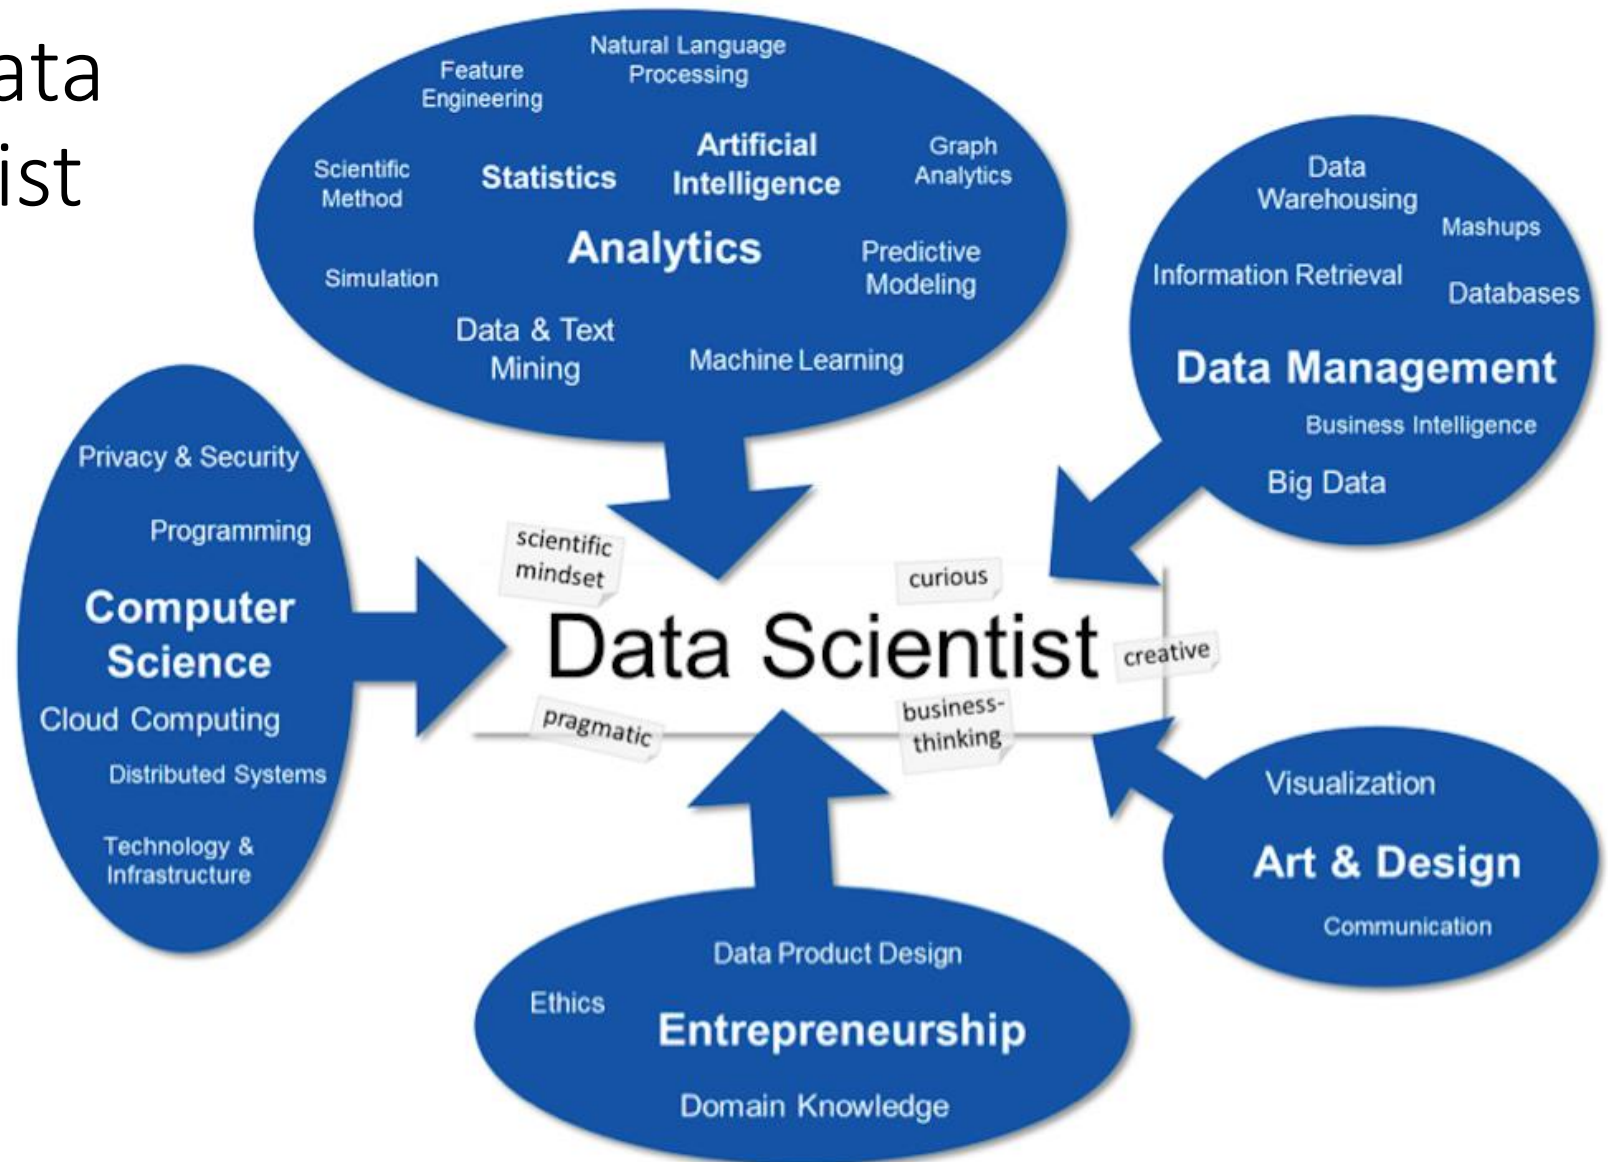 ata
ist
Natural Language
Processing
Feature
Engineering
Artificial
Intelligence
Graph
Analytics
Scientific
Method
Statistics
Analytics
Predictive
Modeling
Simulation
Data & Text
Mining
Machine Learning
Data
Warehousing
Mashups
Information Retrieval
Databases
Data Management
Business Intelligence
Big Data
Privacy & Security
Programming
Computer
Science
Cloud Computing
Distributed Systems
Technology &
Infrastructure
scientific
mindset
curious
Data Scientist
creative
pragmatic
business-
thinking
Visualization
Art & Design
Communication
Data Product Design
Ethics
Entrepreneurship
Domain Knowledge